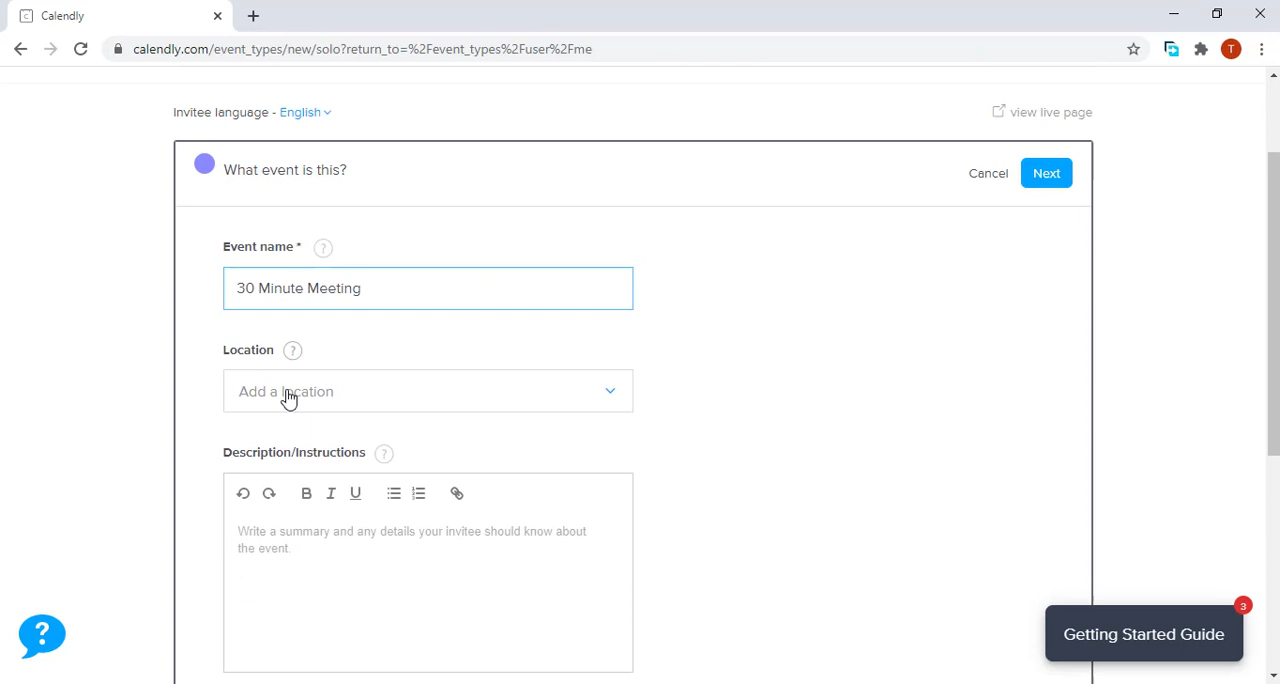 Calendly
calendly.com/event_types/new/solo?return_to=%2Fevent_types%2Fuser%2Fme
T
Invitee language - English
view live page
What event is this?
Cancel
Next
Event name *
?
30 Minute Meeting
Location
?
Add a location
Description/Instructions
?
B I U
Write a summary and any details your invitee should know about
the event.
?
3
Getting Started Guide